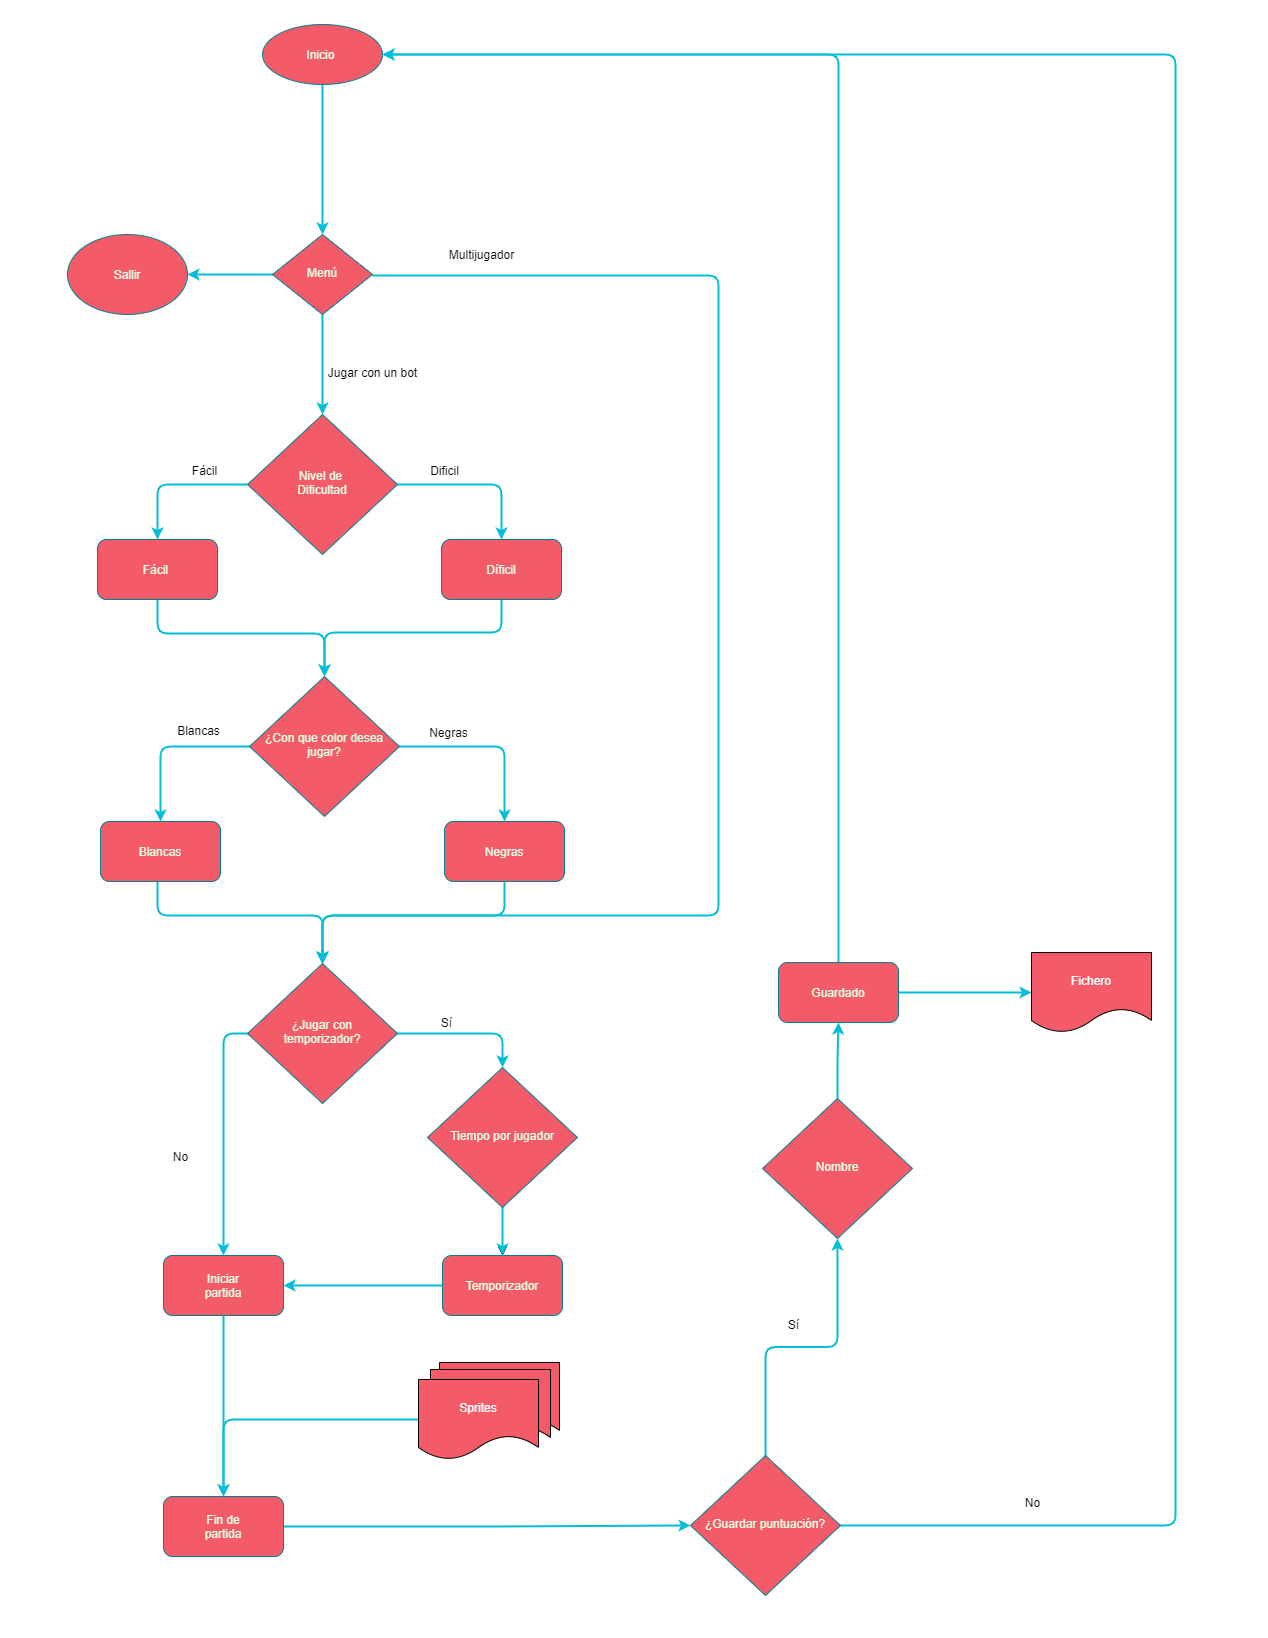 Inicio
Multijugador
Sallir
Menú
Jugar con un bot
Fácil
Dificil
Nivel de
Dificultad
Fácil
Díficil
Blancas
Negras
¿Con que color desea
jugar?
Blancas
Negras
Guardado
Fichero
¿Jugar con
temporizador?
Sí
Tiempo por jugador
No
Nombre
Iniciar
partida
Temporizador
Sí
Sprites
No
Fin de
partida
¿Guardar puntuación?